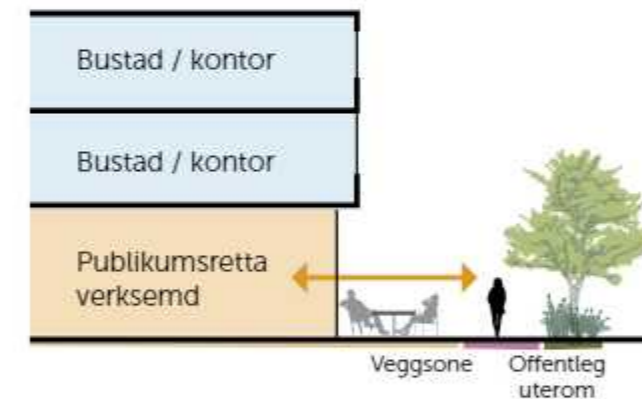 Bustad / kontor
Bustad / kontor
Publikumsretta
verksemd
Veggsone
Offentleg
uterom